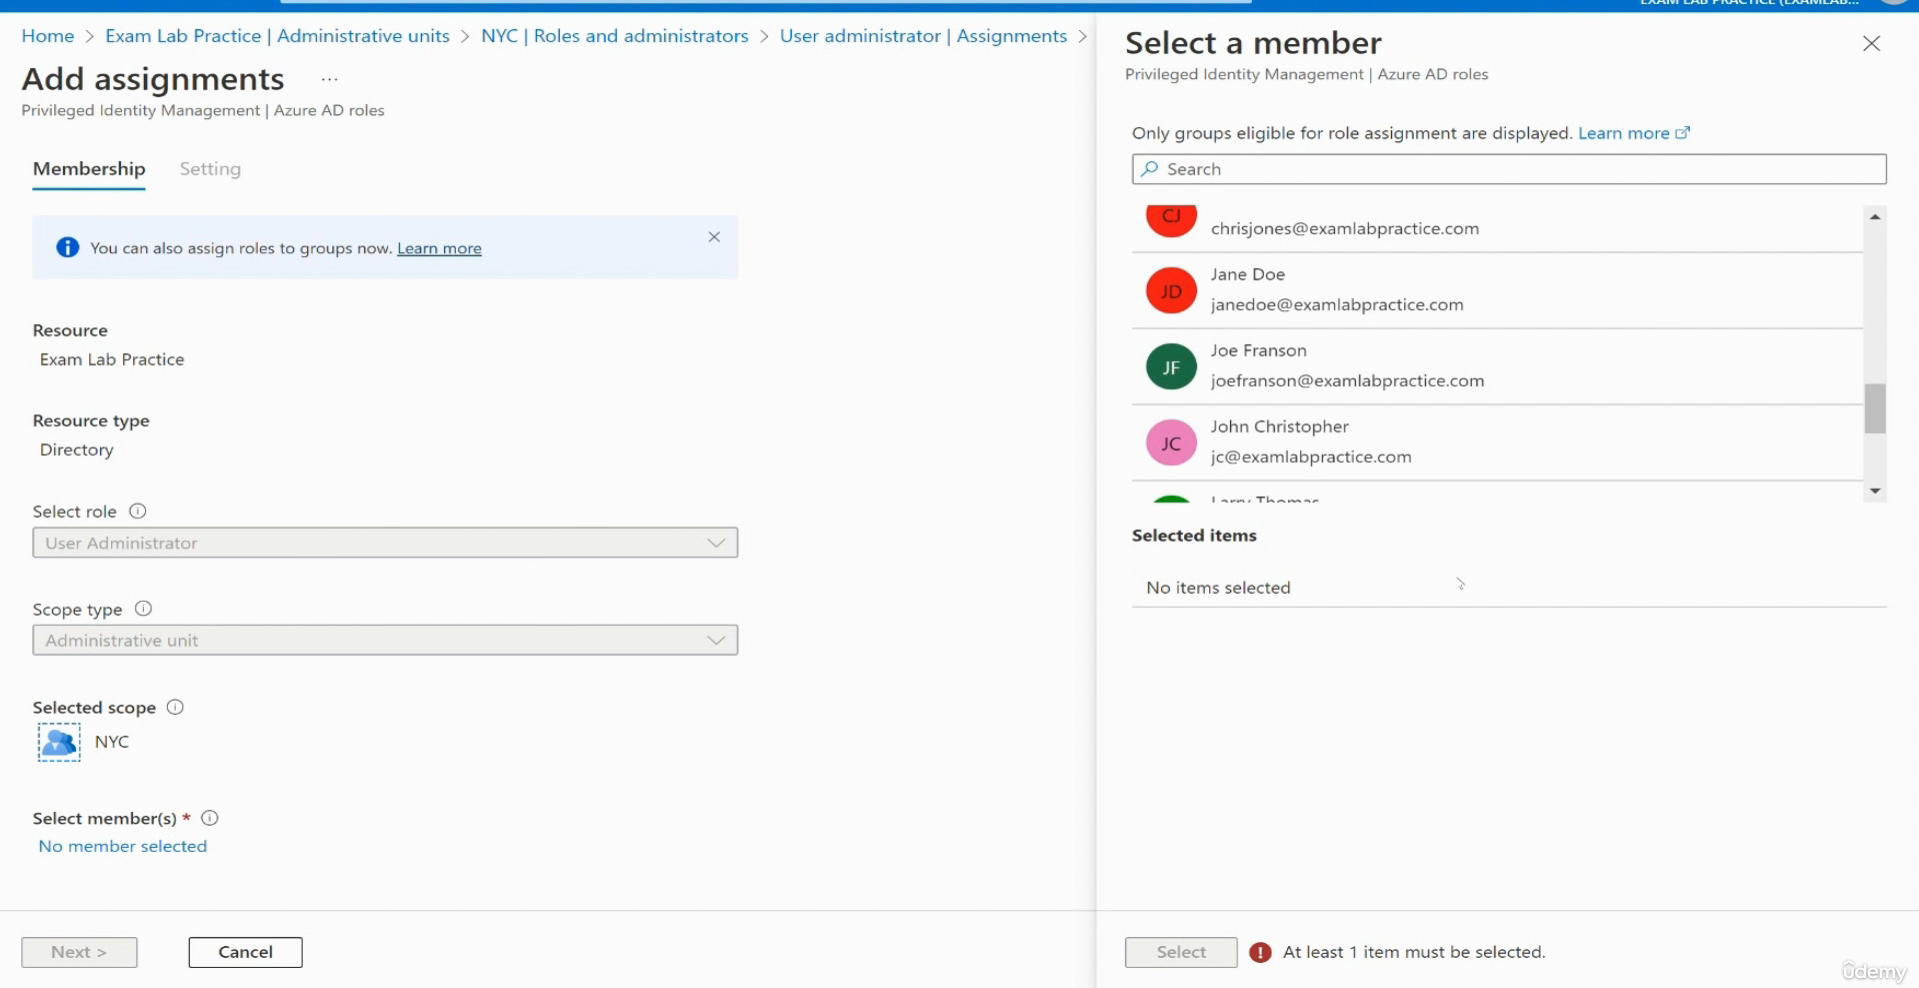 EXAM LAB PRACTICE (EXAMLAB...
Home > Exam Lab Practice | Administrative units > NYC | Roles and administrators > User administrator | Assignments >
Add assignments ...
Privileged Identity Management | Azure AD roles
Membership Setting
You can also assign roles to groups now. Learn more
Resource
Exam Lab Practice
Resource type
Directory
Select role
User Administrator
Scope type
Administrative unit
Selected scope
NYC
Select member(s) *
No member selected
Next > Cancel
Select a member
Privileged Identity Management | Azure AD roles
Only groups eligible for role assignment are displayed. Learn more
Search
CJ
chrisjones@examlabpractice.com
JD
Jane Doe
janedoe@examlabpractice.com
JF
Joe Franson
joefranson@examlabpractice.com
JC
John Christopher
jc@examlabpractice.com
Larry Thomas
Selected items
No items selected
Select At least 1 item must be selected.
ûdemy